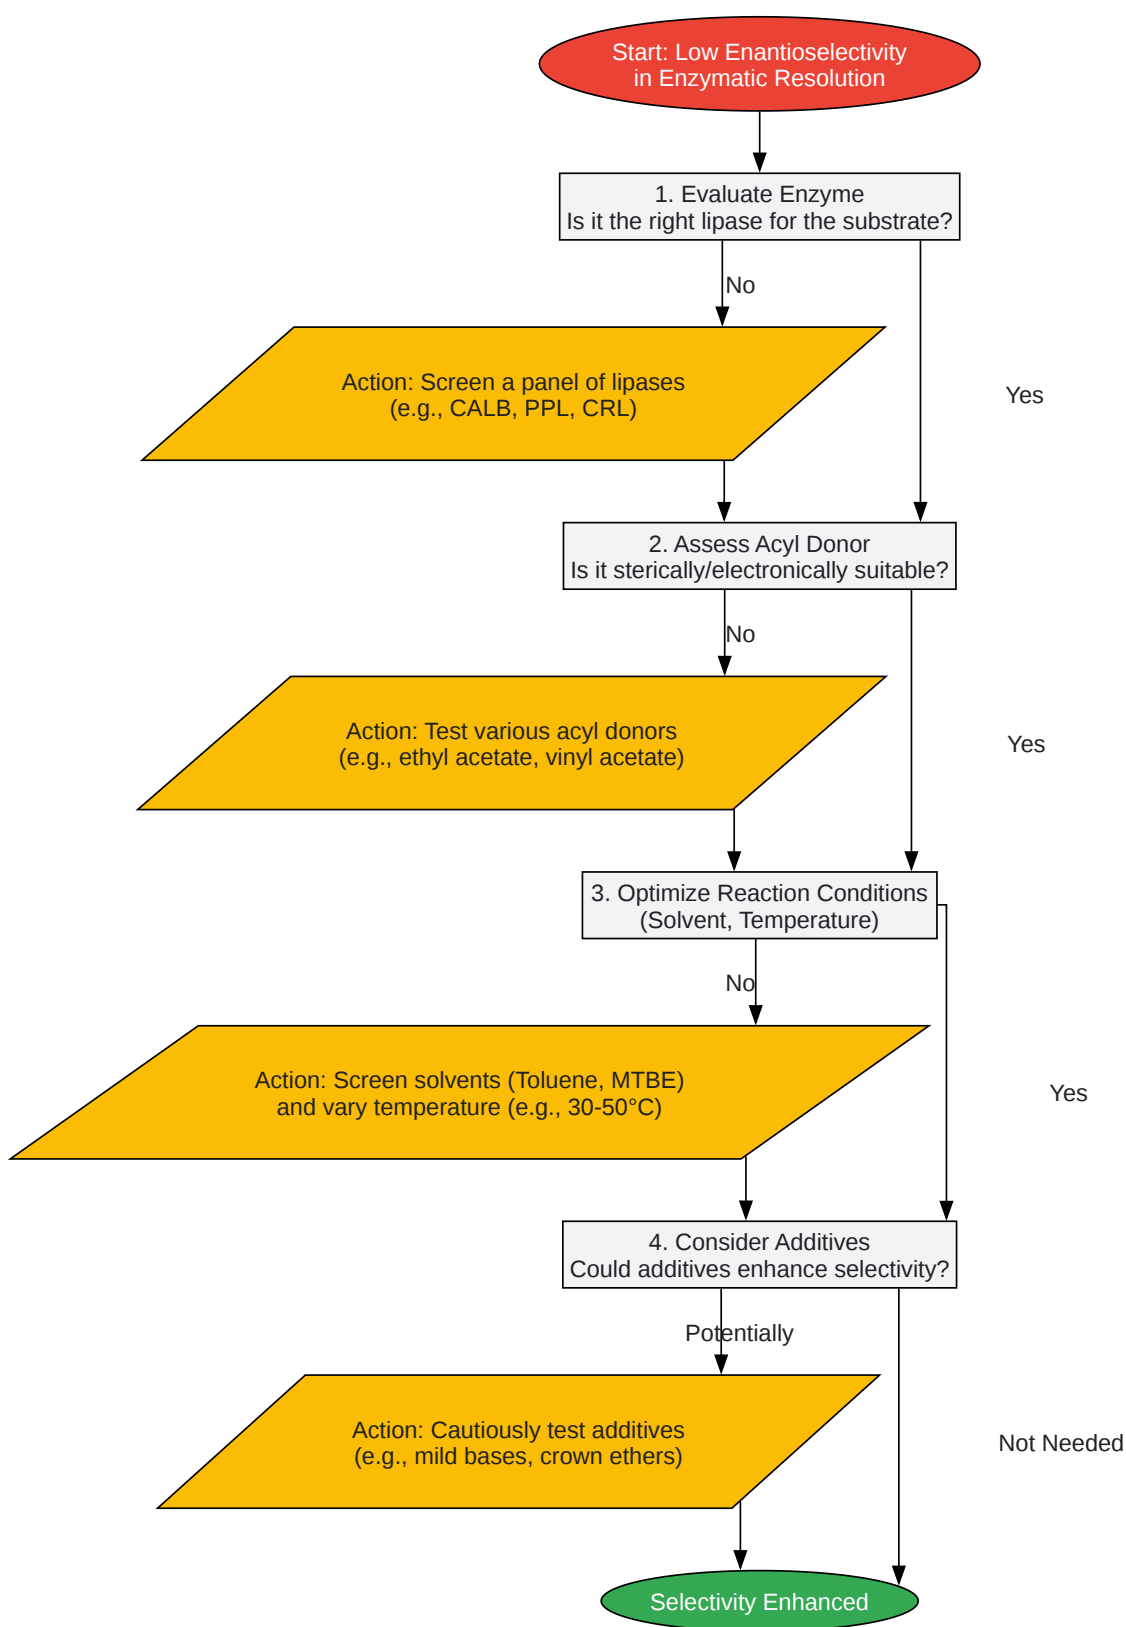 Start: Low Enantioselectivity
in Enzymatic Resolution
1. Evaluate Enzyme
Is it the right lipase for the substrate?
No
Action: Screen a panel of lipases
(e.g., CALB, PPL, CRL)
Yes
2. Assess Acyl Donor
Is it sterically/electronically suitable?
No
Action: Test various acyl donors
(e.g., ethyl acetate, vinyl acetate)
Yes
3. Optimize Reaction Conditions
(Solvent, Temperature)
No
Action: Screen solvents (Toluene, MTBE)
and vary temperature (e.g., 30-50°C)
Yes
4. Consider Additives
Could additives enhance selectivity?
Potentially
Action: Cautiously test additives
(e.g., mild bases, crown ethers)
Not Needed
Selectivity Enhanced